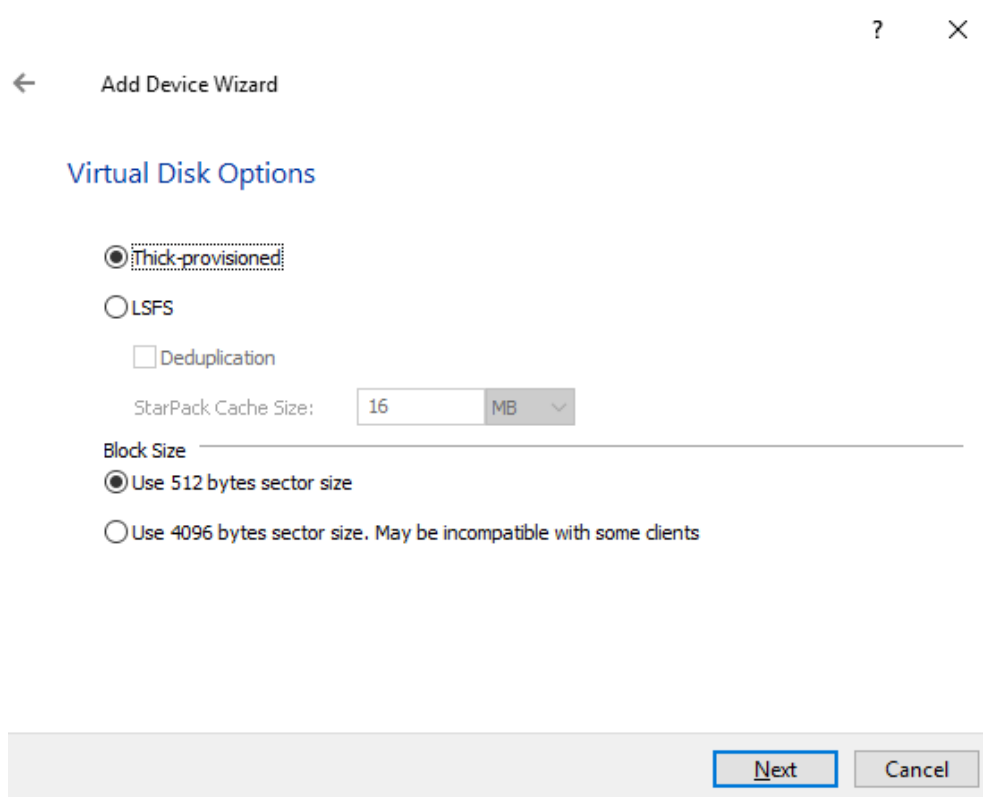 ?
Add Device Wizard
Virtual Disk Options
Thick-provisioned
LSFS
Deduplication
StarPack Cache Size: 16 MB
Block Size
Use 512 bytes sector size
Use 4096 bytes sector size. May be incompatible with some clients
Next Cancel